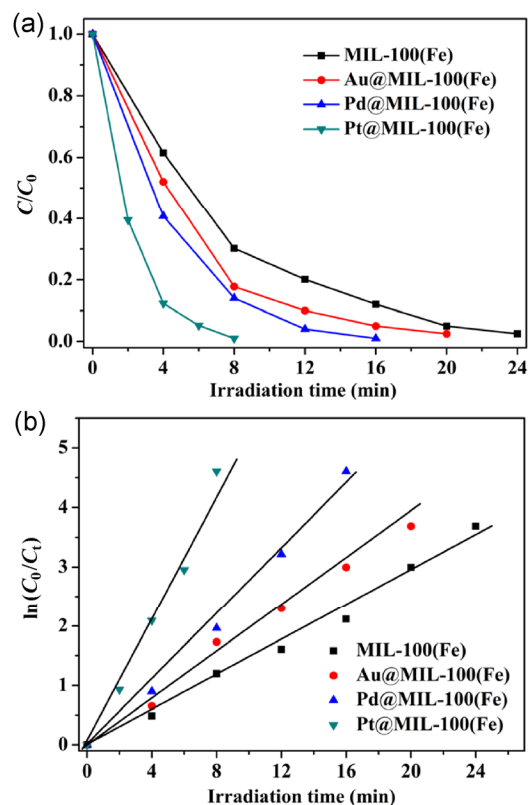 (a)
1.0
0.8
0.6
0.4
0.2
0.0
C/C₀
MIL-100(Fe)
Au@MIL-100(Fe)
Pd@MIL-100(Fe)
Pt@MIL-100(Fe)
0 4 8 12 16 20 24
Irradiation time (min)
(b)
5
4
3
2
1
0
ln(C₀/Cₜ)
MIL-100(Fe)
Au@MIL-100(Fe)
Pd@MIL-100(Fe)
Pt@MIL-100(Fe)
0 4 8 12 16 20 24
Irradiation time (min)